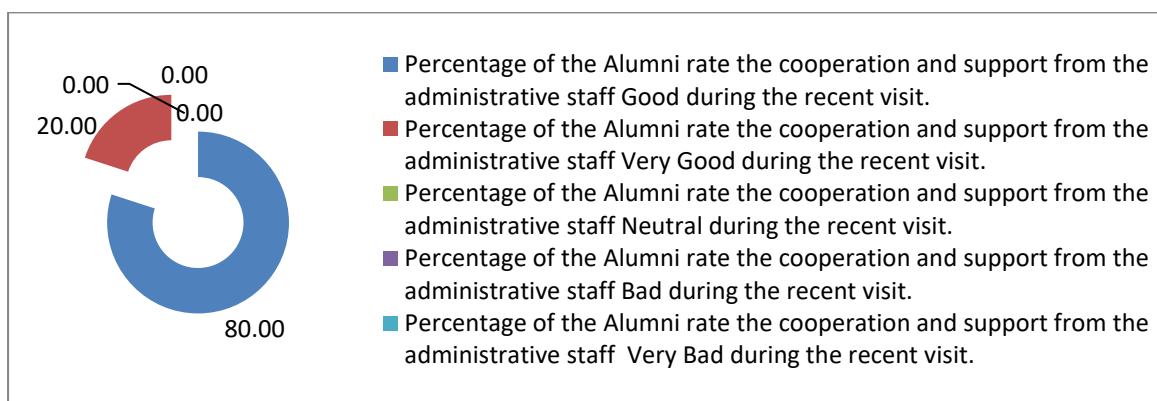 0.00
0.00
0.00
20.00
80.00
Percentage of the Alumni rate the cooperation and support from the
administrative staff Good during the recent visit.
Percentage of the Alumni rate the cooperation and support from the
administrative staff Very Good during the recent visit.
Percentage of the Alumni rate the cooperation and support from the
administrative staff Neutral during the recent visit.
Percentage of the Alumni rate the cooperation and support from the
administrative staff Bad during the recent visit.
Percentage of the Alumni rate the cooperation and support from the
administrative staff  Very Bad during the recent visit.